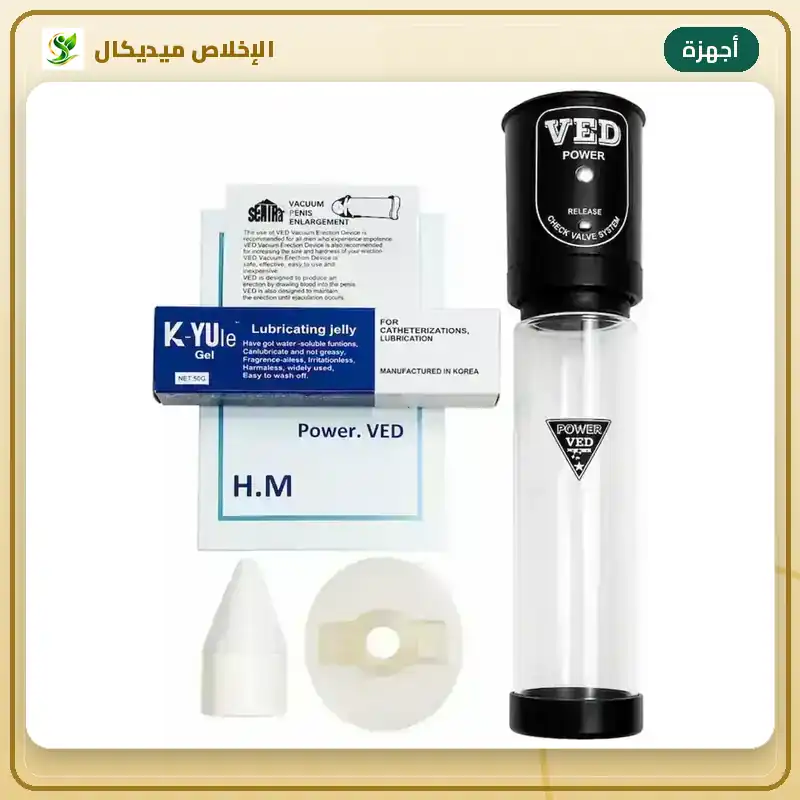 الإخلاص ميديكال
أجهزة
VED
POWER
RELEASE
CHECK VALVE SYSTEM
SEATRA
VACUUM
PENIS
ENLARGEMENT
The use of VED Vacuum Erection Device is
recommended for all men who experience impotence.
VED Vacuum Erection Device is also recommended
for increasing the size and hardness of your erection
VED Vacuum Erection Device is
safe, effective, easy to use and
inexpensive
VED is designed to produce an
erection by drawing blood into the penis.
VED is also designed to maintain
the erection until ejaculation occurs.
K-YUle
Gel
NET 50G
Lubricating jelly
Have got water -soluble funtions,
Canlubricate and not greasy,
Fragrence-ailess, Irritationless,
Harmaless, widely used,
Easy to wash off.
FOR
CATHETERIZATIONS,
LUBRICATION
MANUFACTURED IN KOREA
Power. VED
H.M
POWER
VED